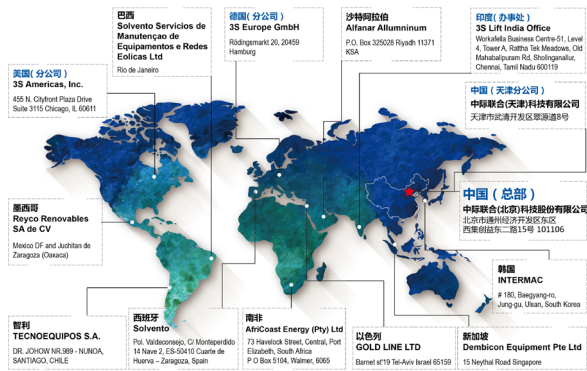 巴西
Solvento Servicios de
Manutençao de
Equipamentos e Redes
Eolicas Ltd
Rio de Janeiro
德国(分公司)
3S Europe GmbH
Rödingsmarkt 20, 20459
Hamburg
沙特阿拉伯
Alfanar Allumninum
P.O. Box 325028 Riyadh 11371
KSA
印度(办事处)
3S Lift India Office
Workafella Business Centre-51, Level
4, Tower A, Rattha Tek Meadows, Old
Mahabalipuram Rd, Sholinganallur,
Chennai, Tamil Nadu 600119
美国(分公司)
3S Americas, Inc.
455 N. Cityfront Plaza Drive
Suite 3115 Chicago, IL 60611
中国(天津分公司)
中际联合(天津)科技有限公司
天津市武清开发区翠源道8号
中国(总部)
中际联合(北京)科技股份有限公司
北京市通州经济开发区东区
西集创益东二路15号 101106
墨西哥
Reyco Renovables
SA de CV
Mexico DF and Juchitan de
Zaragoza (Oaxaca)
韩国
INTERMAC
# 180, Baegyang-ro,
Jung-gu, Ulsan, South Korea
智利
TECNOEQUIPOS S.A.
DR. JOHOW NR.989 - NUNOA,
SANTIAGO, CHILE
西班牙
Solvento
Pol. Valdeconsejo, C/ Monteperdido
14 Nave 2, ES-50410 Cuarte de
Huerva – Zaragoza, Spain
南非
AfriCoast Energy (Pty) Ltd
73 Havelock Street, Central, Port
Elizabeth, South Africa
P O Box 5104, Walmer, 6065
以色列
GOLD LINE LTD
Barnet st'19 Tel-Aviv Israel 65159
新加坡
Dembicon Equipment Pte Ltd
15 Neythal Road Singapore